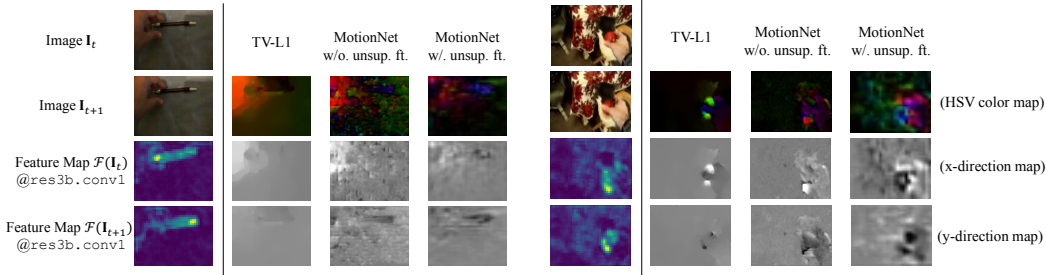 Image I_t
TV-L1
MotionNet
w/o. unsup. ft.
MotionNet
w/. unsup. ft.
Image I_{t+1}
Feature Map F(I_t)
@res3b.conv1
Feature Map F(I_{t+1})
@res3b.conv1
TV-L1
MotionNet
w/o. unsup. ft.
MotionNet
w/. unsup. ft.
(HSV color map)
(x-direction map)
(y-direction map)